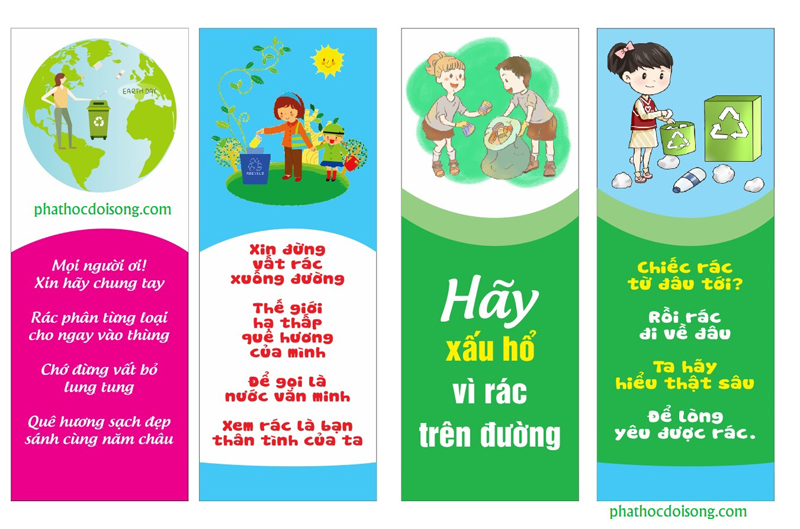 EARTH DAY
phathocdoisong.com
Mọi người ơi!
Xin hãy chung tay
Rác phân từng loại
cho ngay vào thùng
Chớ đừng vất bỏ
lung tung
Quê hương sạch đẹp
sánh cùng năm châu
RECYCLE
Xin đừng
vất rác
xuống đường
Thế giới
hạ thấp
quê hương
của mình
Để gọi là
nước văn minh
Xem rác là bạn
thân tình của ta
Hãy
xấu hổ
vì rác
trên đường
Chiếc rác
từ đâu tới?
Rồi rác
đi về đâu
Ta hãy
hiểu thật sâu
Để lòng
yêu được rác.
phathocdoisong.com